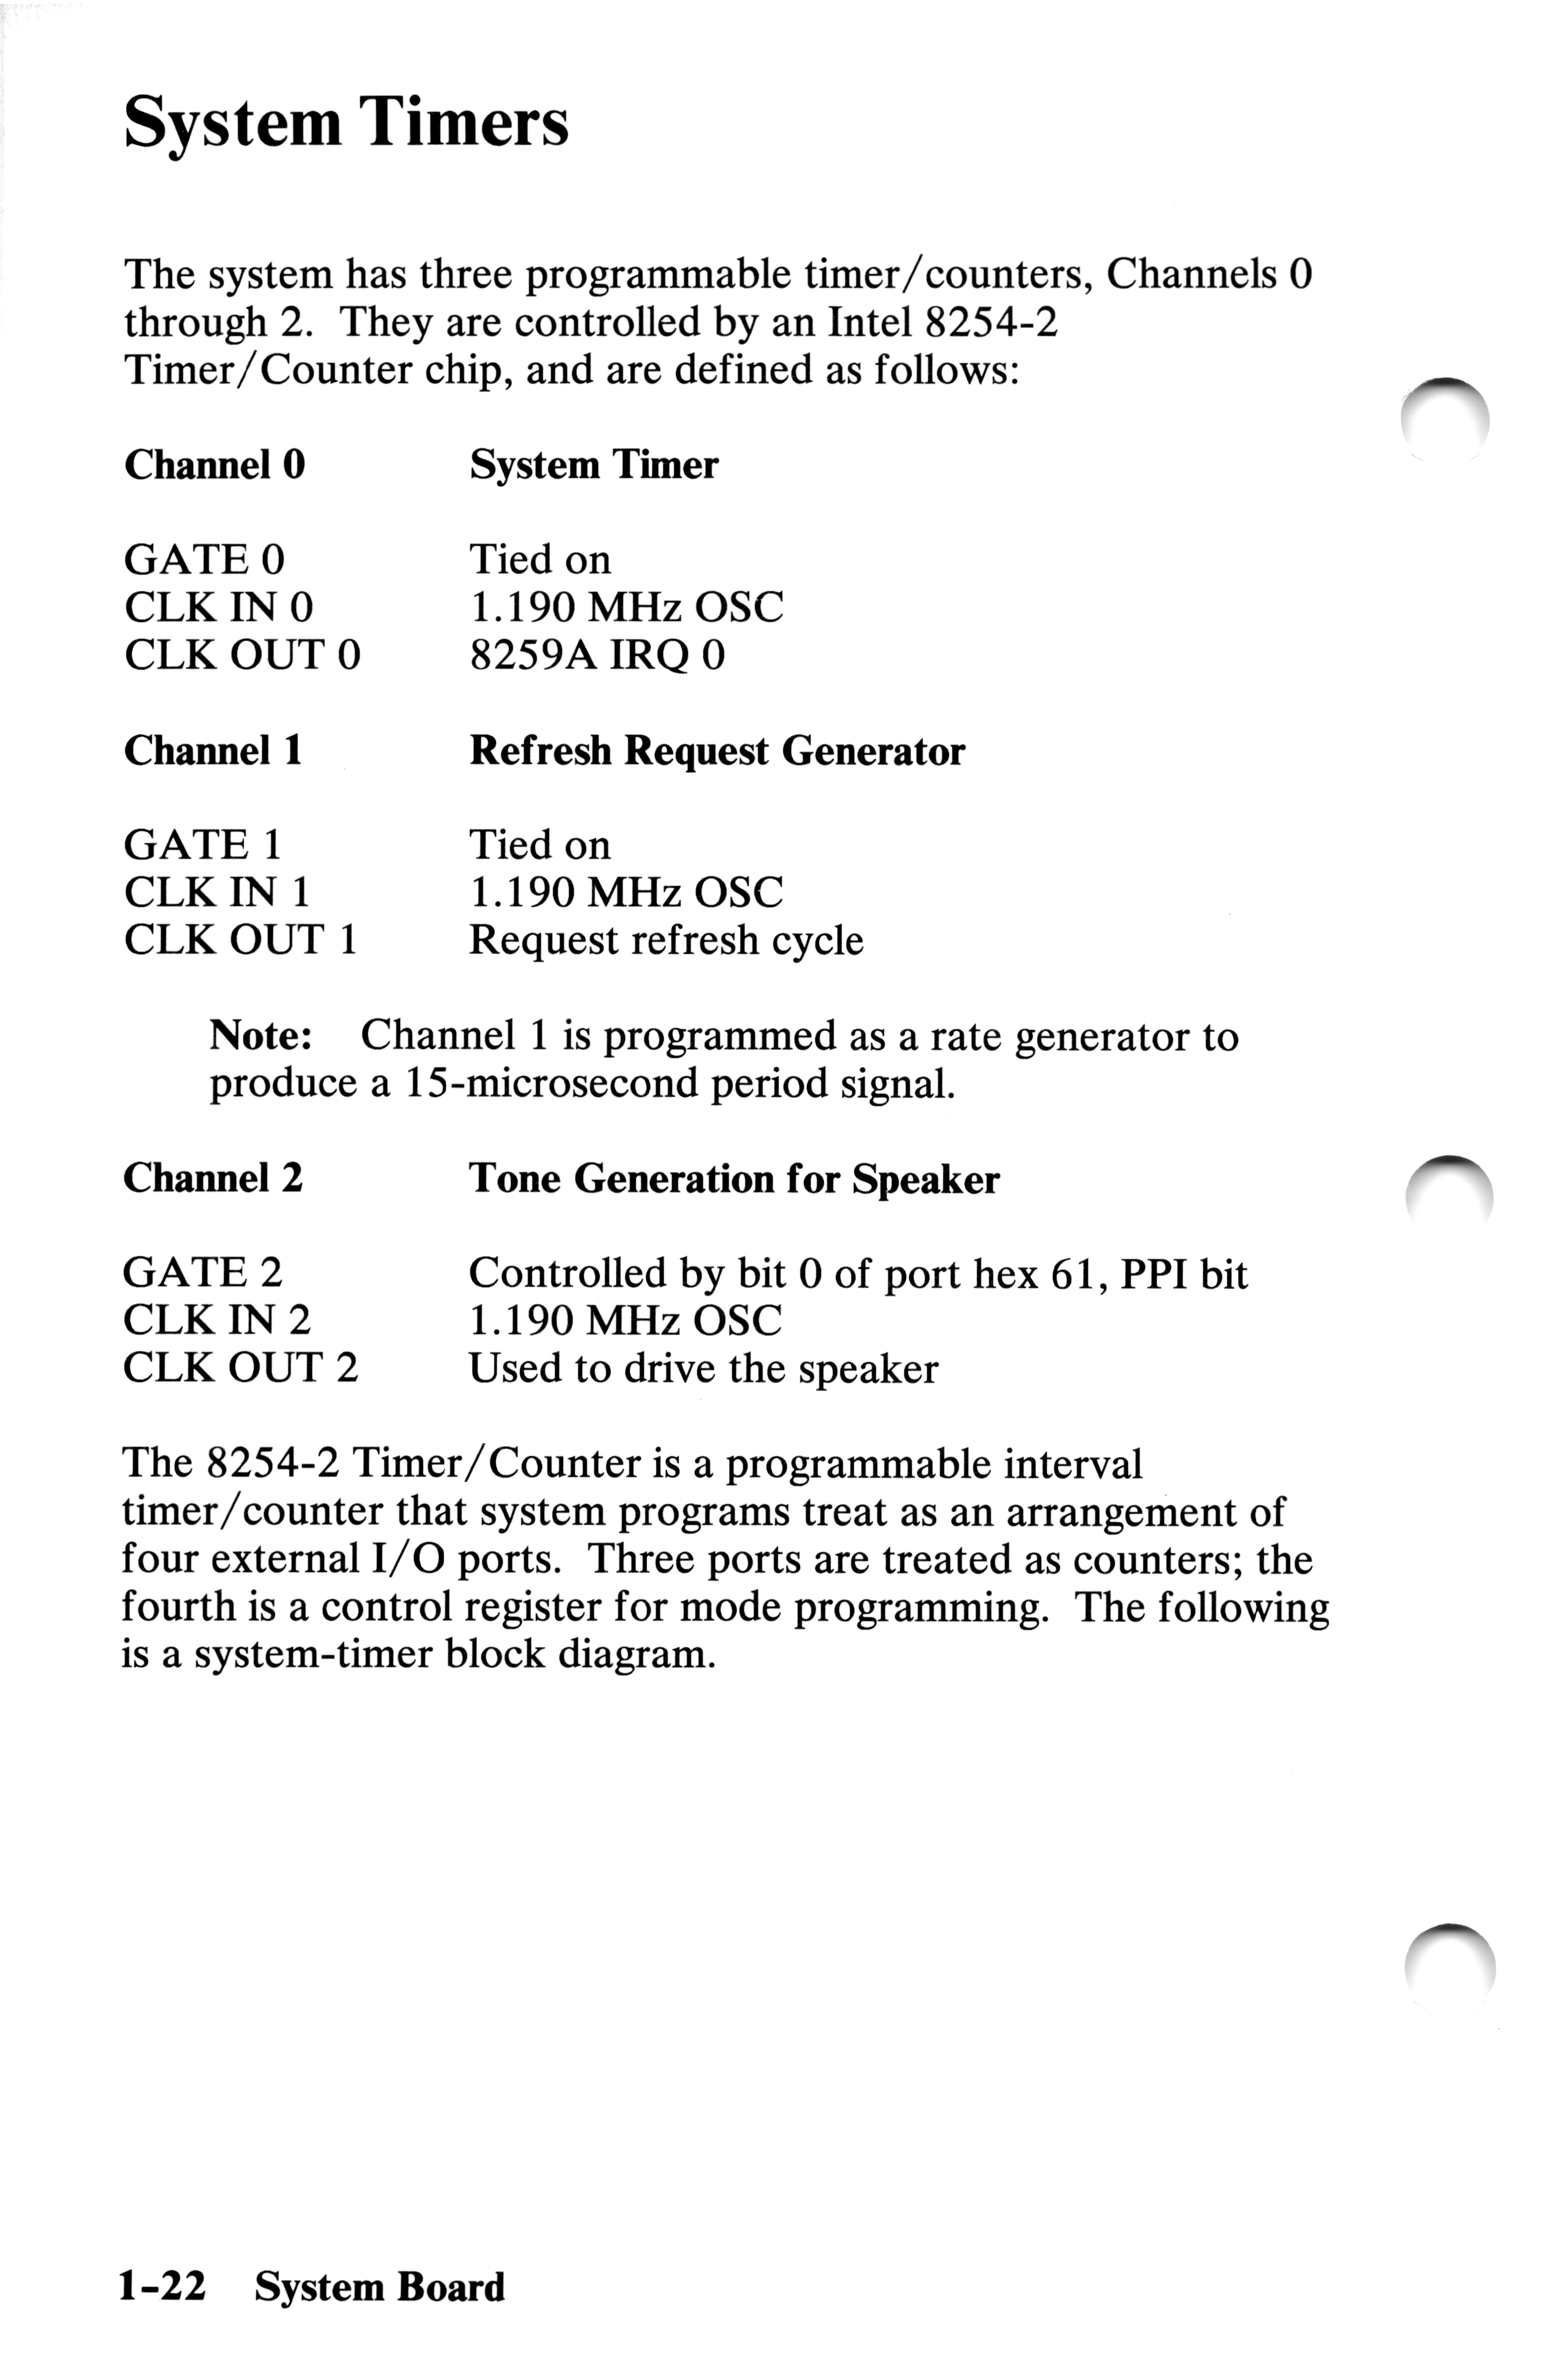 System Timers
The system has three programmable timer/counters, Channels 0
through 2. They are controlled by an Intel 8254-2
Timer/Counter chip, and are defined as follows:
Channel 0 System Timer
GATE 0 Tied on
CLK IN 0 1.190 MHz OSC
CLK OUT 0 8259A IRQ 0
Channel 1 Refresh Request Generator
GATE 1 Tied on
CLK IN 1 1.190 MHz OSC
CLK OUT 1 Request refresh cycle
Note: Channel 1 is programmed as a rate generator to
produce a 15-microsecond period signal.
Channel 2 Tone Generation for Speaker
GATE 2 Controlled by bit 0 of port hex 61, PPI bit
CLK IN 2 1.190 MHz OSC
CLK OUT 2 Used to drive the speaker
The 8254-2 Timer/Counter is a programmable interval
timer/counter that system programs treat as an arrangement of
four external I/O ports. Three ports are treated as counters; the
fourth is a control register for mode programming. The following
is a system-timer block diagram.
1-22 System Board